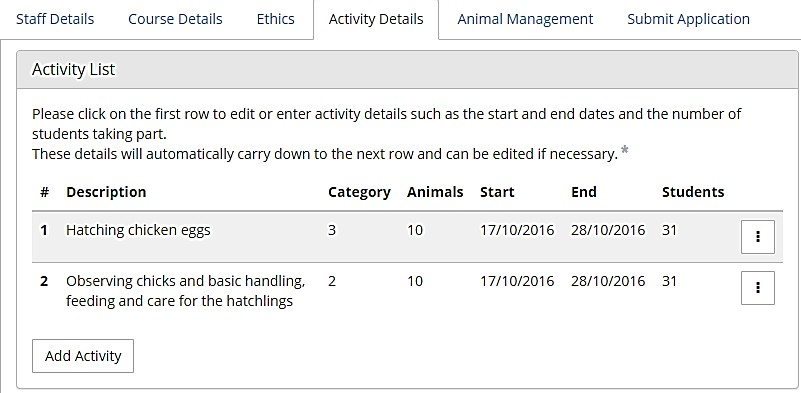 Staff Details Course Details Ethics Activity Details Animal Management Submit Application
Activity List
Please click on the first row to edit or enter activity details such as the start and end dates and the number of
students taking part.
These details will automatically carry down to the next row and can be edited if necessary. *
# Description Category Animals Start End Students
1 Hatching chicken eggs 3 10 17/10/2016 28/10/2016 31
2 Observing chicks and basic handling, 2 10 17/10/2016 28/10/2016 31
feeding and care for the hatchlings
Add Activity